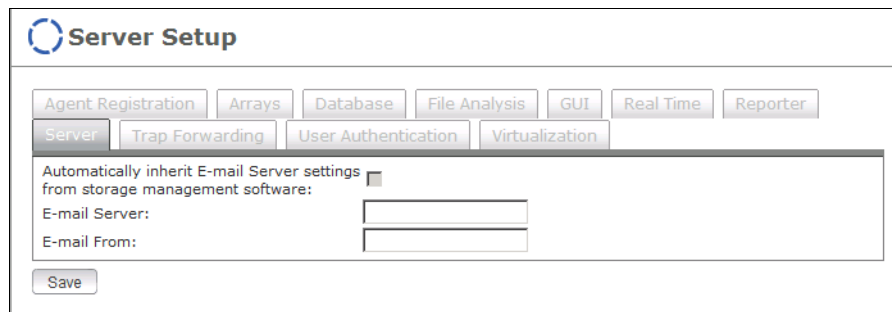 Server Setup
Agent Registration Arrays Database File Analysis GUI Real Time Reporter
Server Trap Forwarding User Authentication Virtualization
Automatically inherit E-mail Server settings
from storage management software:
E-mail Server:
E-mail From:
Save